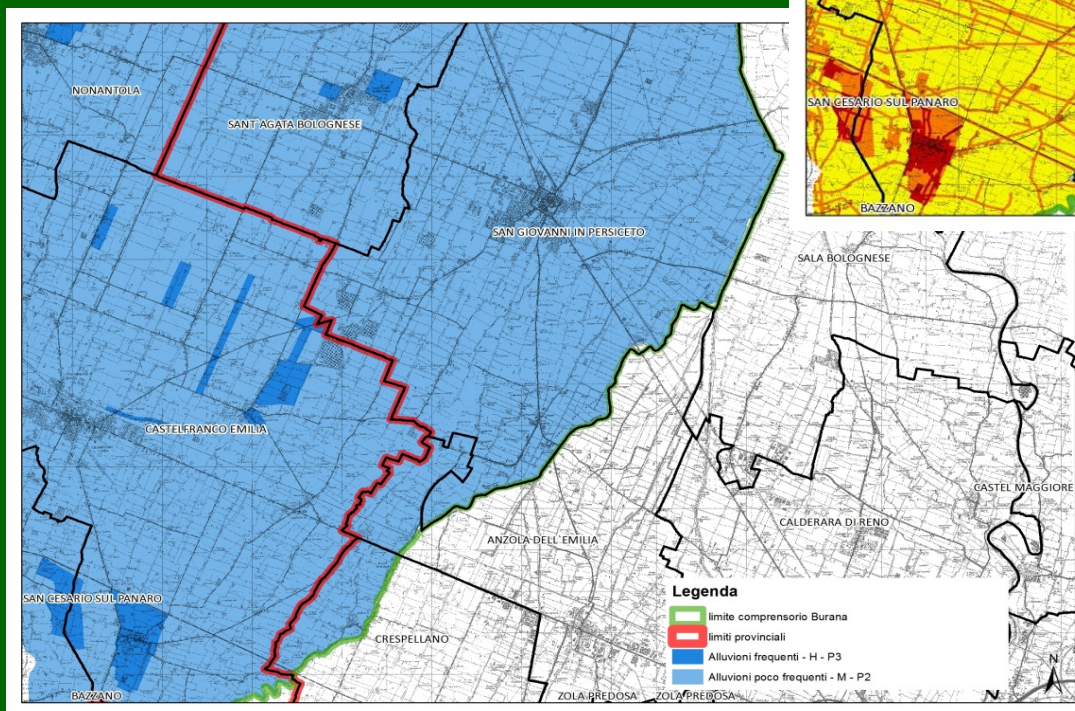 NONANTOLA
SANT'AGATA BOLOGNESE
SAN GIOVANNI IN PERSICETO
CASTELFRANCO EMILIA
SAN CESARIO SUL PANARO
BAZZANO
CRESPELLANO
ANZOLA DELL'EMILIA
SAN CESARIO SUL PANARO
BAZZANO
SALA BOLOGNESE
CASTEL MAGGIORE
CALDERARA DI RENO
ZOLA PREDOSA
ZOLA PREDOSA
Legenda
limite comprensorio Burana
limiti provinciali
Alluvioni frequenti - H - P3
Alluvioni poco frequenti - M - P2
N